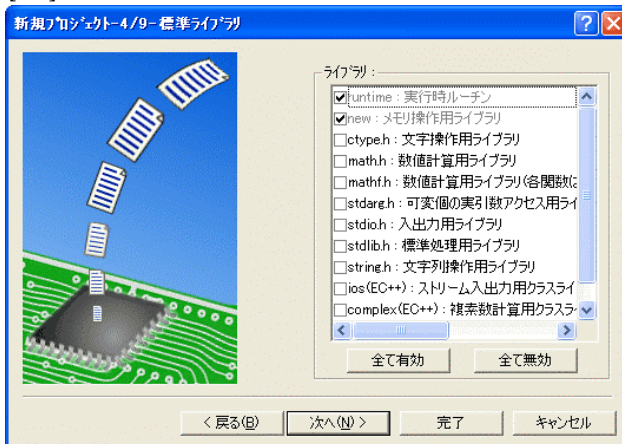 新規プロジェクト-4/9-標準ライブラリ
ライブラリ :
runtime : 実行時ルーチン
new : メモリ操作用ライブラリ
ctype.h : 文字操作用ライブラリ
math.h : 数値計算用ライブラリ
mathf.h : 数値計算用ライブラリ(各関数は
stdarg.h : 可変個の実引数アクセス用ライ
stdio.h : 入出力用ライブラリ
stdlib.h : 標準処理用ライブラリ
string.h : 文字列操作用ライブラリ
ios(EC++) : ストリーム入出力用クラスライ
complex(EC++) : 複素数計算用クラスラ
全て有効
全て無効
< 戻る(B)
次へ(N) >
完了
キャンセル